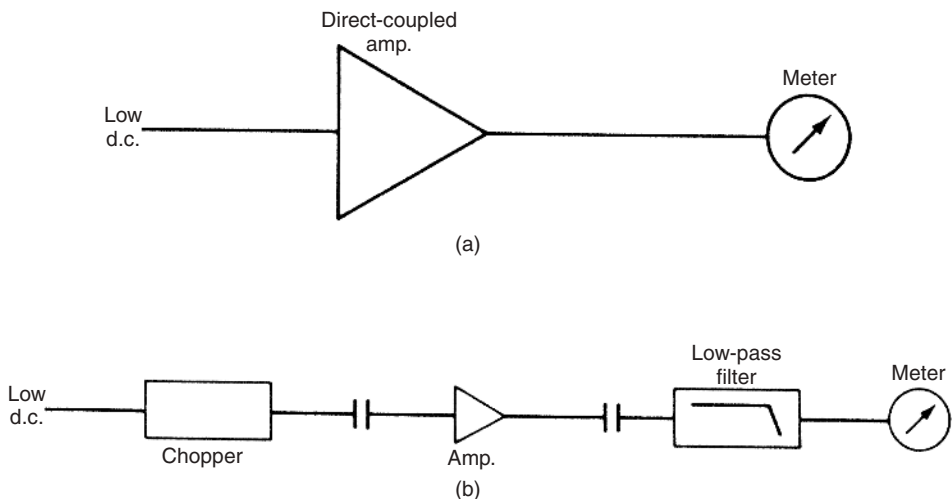 Direct-coupled
amp.
Meter
Low
d.c.
(a)
Low-pass
filter
Meter
Low
d.c.
Chopper
Amp.
(b)